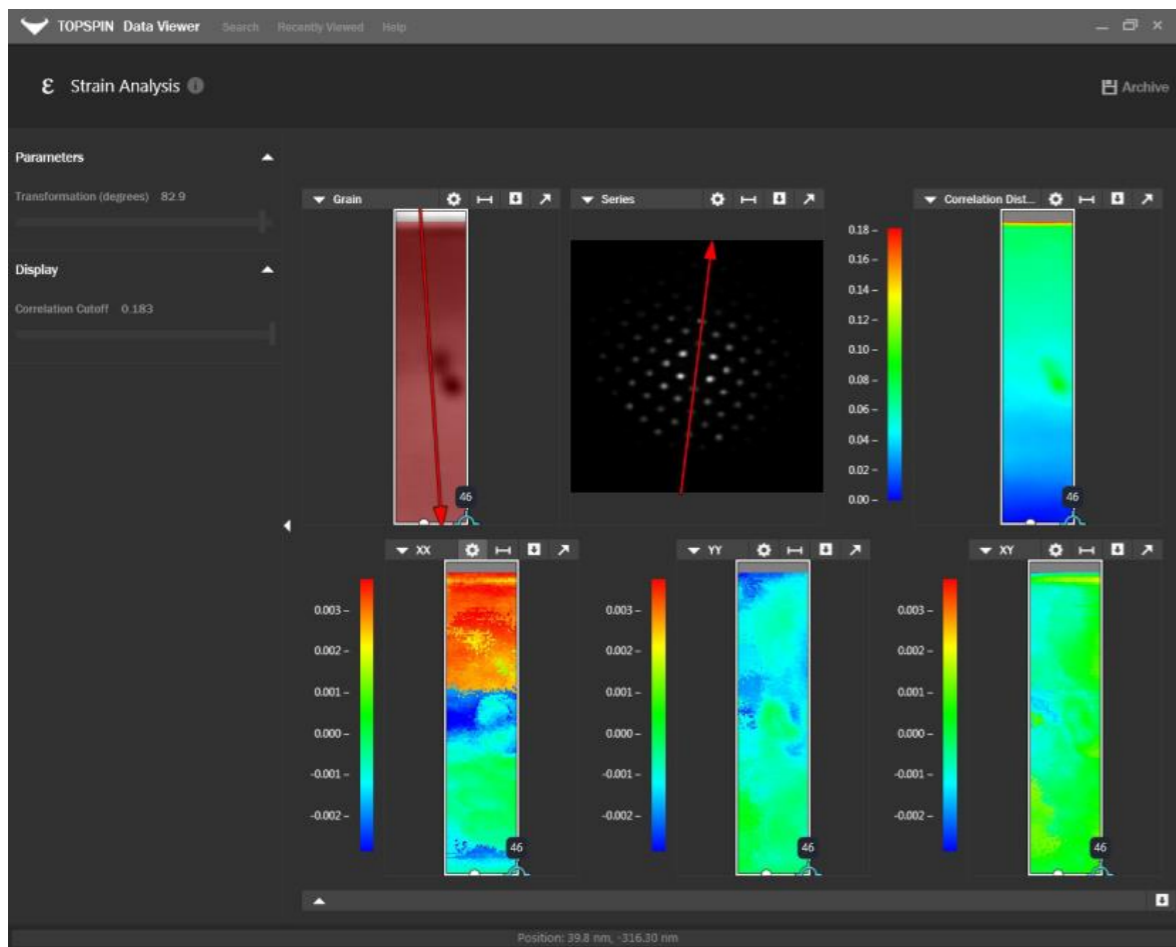 TOPSPIN Data Viewer Search Recently Viewed Help
ε Strain Analysis
Archive
Parameters
Transformation (degrees) 82.9
Display
Correlation Cutoff 0.183
Grain
46
Series
Correlation Dist...
0.18
0.16
0.14
0.12
0.10
0.08
0.06
0.04
0.02
0.00
46
XX
0.003
0.002
0.001
0.000
-0.001
-0.002
46
YY
0.003
0.002
0.001
0.000
-0.001
-0.002
46
XY
0.003
0.002
0.001
0.000
-0.001
-0.002
46
Position: 39.8 nm, -316.30 nm